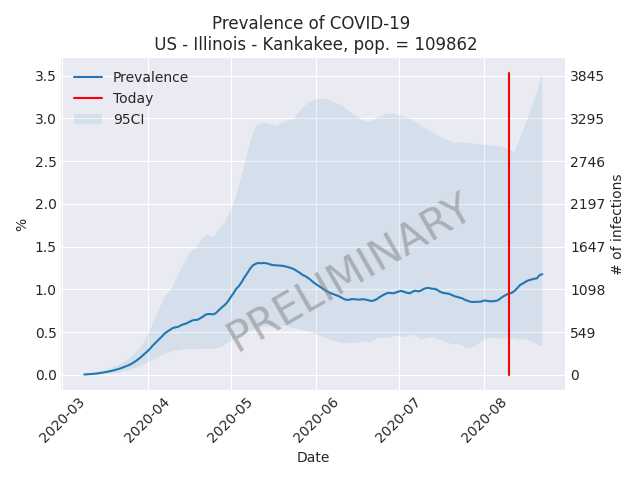 Prevalence of COVID-19
US - Illinois - Kankakee, pop. = 109862
Prevalence
Today
95CI
3.5
3.0
2.5
2.0
1.5
1.0
0.5
0.0
%
3845
3295
2746
2197
1647
1098
549
0
# of infections
PRELIMINARY
2020-03
2020-04
2020-05
2020-06
2020-07
2020-08
Date